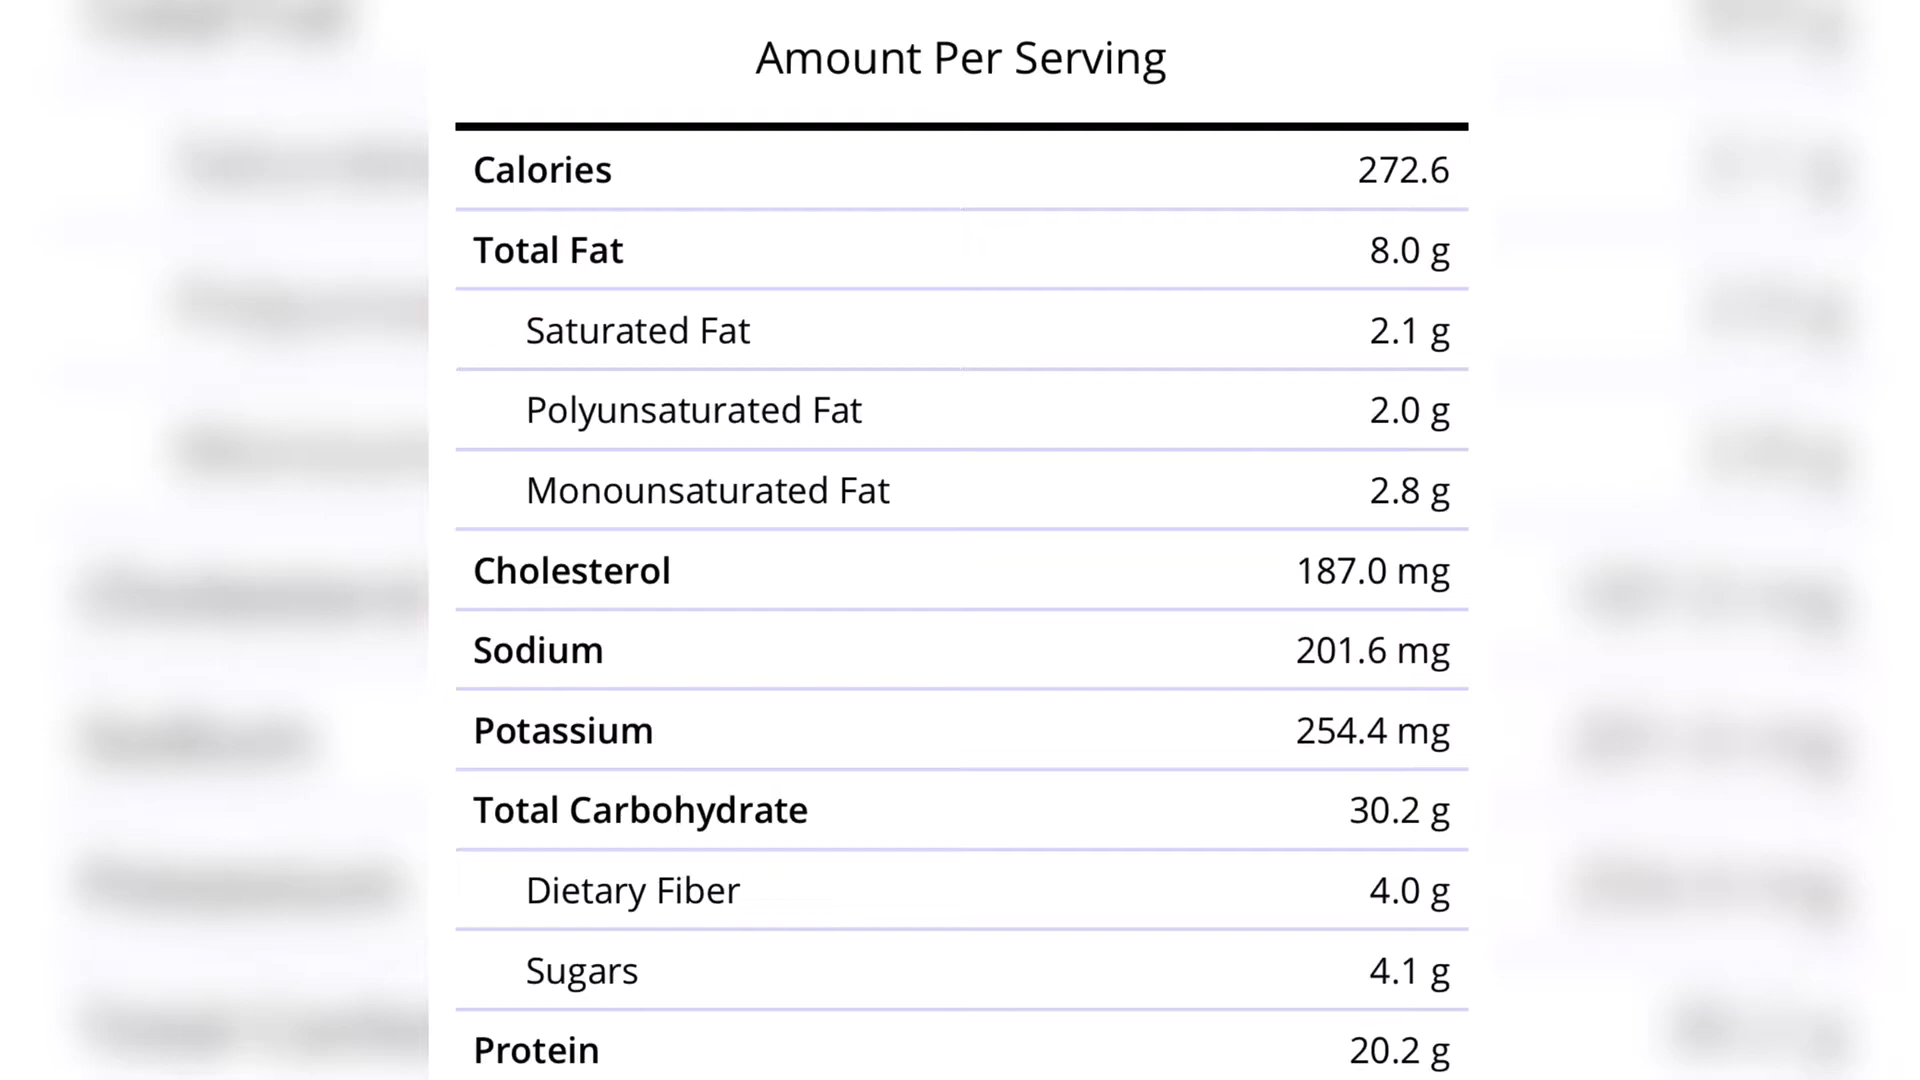 Amount Per Serving
Calories 272.6
Total Fat 8.0 g
Saturated Fat 2.1 g
Polyunsaturated Fat 2.0 g
Monounsaturated Fat 2.8 g
Cholesterol 187.0 mg
Sodium 201.6 mg
Potassium 254.4 mg
Total Carbohydrate 30.2 g
Dietary Fiber 4.0 g
Sugars 4.1 g
Protein 20.2 g